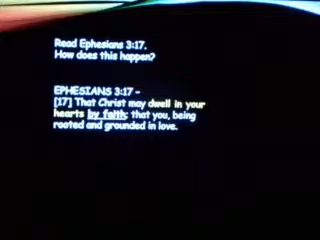 Read Ephesians 3:17.
How does this happen?
EPHESIANS 3:17 -
[17] That Christ may dwell in your
hearts by faith; that you, being
rooted and grounded in love.